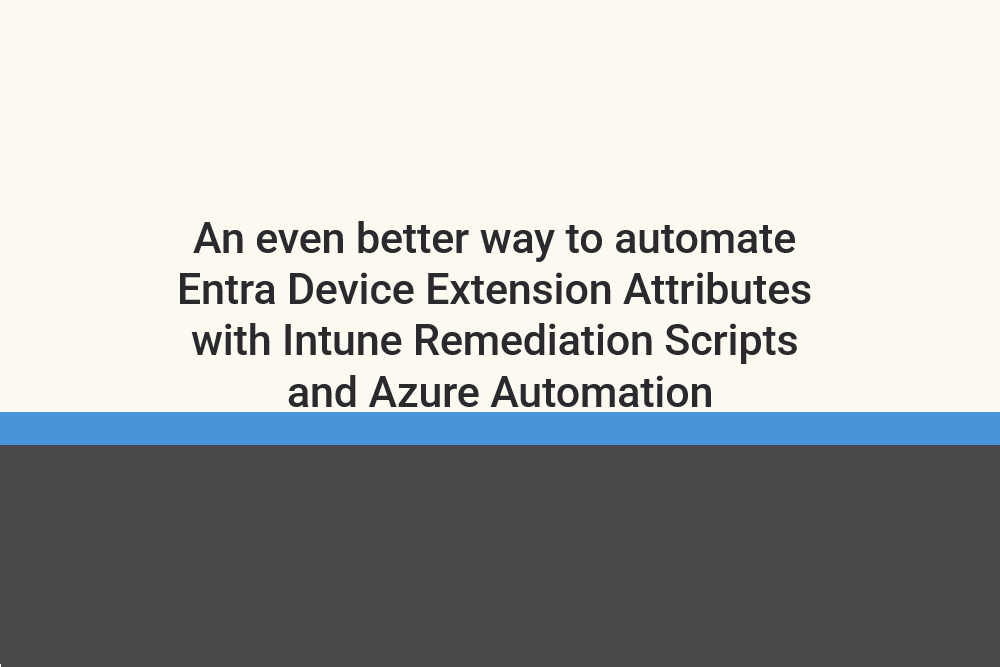 An even better way to automate
Entra Device Extension Attributes
with Intune Remediation Scripts
and Azure Automation